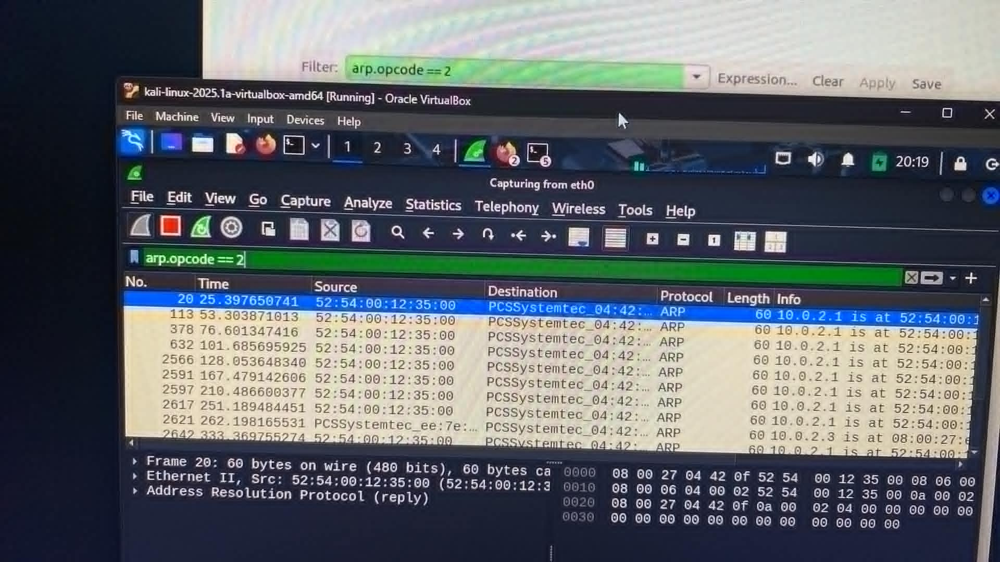 Filter: arp.opcode == 2 Expression... Clear Apply Save
kali-linux-2025.1a-virtualbox-amd64 [Running] - Oracle VirtualBox
File Machine View Input Devices Help
1 2 3 4 2 5 20:19
Capturing from eth0
File Edit View Go Capture Analyze Statistics Telephony Wireless Tools Help
arp.opcode == 2
No. Time Source Destination Protocol Length Info
20 25.397650741 52:54:00:12:35:00 PCSSystemtec_04:42:… ARP 60 10.0.2.1 is at 52:54:00:1
113 53.303871013 52:54:00:12:35:00 PCSSystemtec_04:42:… ARP 60 10.0.2.1 is at 52:54:00:1
378 76.601347416 52:54:00:12:35:00 PCSSystemtec_04:42:… ARP 60 10.0.2.1 is at 52:54:00:1
632 101.685695925 52:54:00:12:35:00 PCSSystemtec_04:42:… ARP 60 10.0.2.1 is at 52:54:00:1
2566 128.053648340 52:54:00:12:35:00 PCSSystemtec_04:42:… ARP 60 10.0.2.1 is at 52:54:00:1
2591 167.479142606 52:54:00:12:35:00 PCSSystemtec_04:42:… ARP 60 10.0.2.1 is at 52:54:00:1
2597 210.486600377 52:54:00:12:35:00 PCSSystemtec_04:42:… ARP 60 10.0.2.1 is at 52:54:00:1
2617 251.189484451 52:54:00:12:35:00 PCSSystemtec_04:42:… ARP 60 10.0.2.1 is at 52:54:00:1
2621 262.198165531 PCSSystemtec_ee:7e:… PCSSystemtec_04:42:… ARP 60 10.0.2.3 is at 08:00:27:e
2642 333.369755274 52:54:00:12:35:00 PCSSystemtec_04:42:… ARP 60 10.0.2.1 is at 52:54:00:1
Frame 20: 60 bytes on wire (480 bits), 60 bytes ca
Ethernet II, Src: 52:54:00:12:35:00 (52:54:00:12:3
Address Resolution Protocol (reply)
0000 08 00 27 04 42 0f 52 54 00 12 35 00 08 06 00
0010 08 00 06 04 00 02 52 54 00 12 35 00 0a 00 02
0020 08 00 27 04 42 0f 0a 00 02 04 00 00 00 00 00
0030 00 00 00 00 00 00 00 00 00 00 00 00